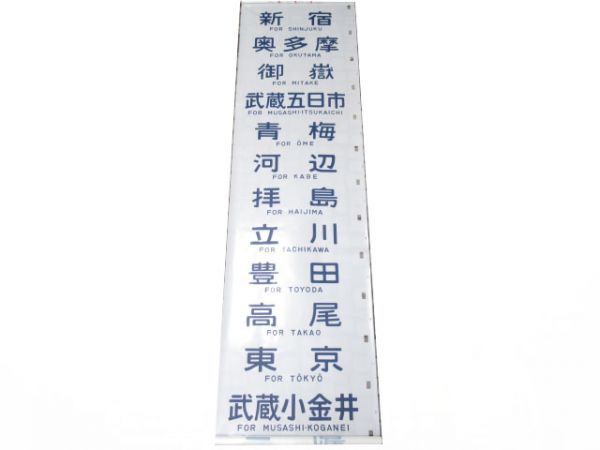 新宿
FOR SHINJUKU
奥多摩
FOR OKUTAMA
御嶽
FOR MITAKE
武蔵五日市
FOR MUSASHI-ITSUKAICHI
青梅
FOR ŌME
河辺
FOR KABE
拝島
FOR HAIJIMA
立川
FOR TACHIKAWA
豊田
FOR TOYODA
高尾
FOR TAKAO
東京
FOR TŌKYŌ
武蔵小金井
FOR MUSASHI-KOGANEI